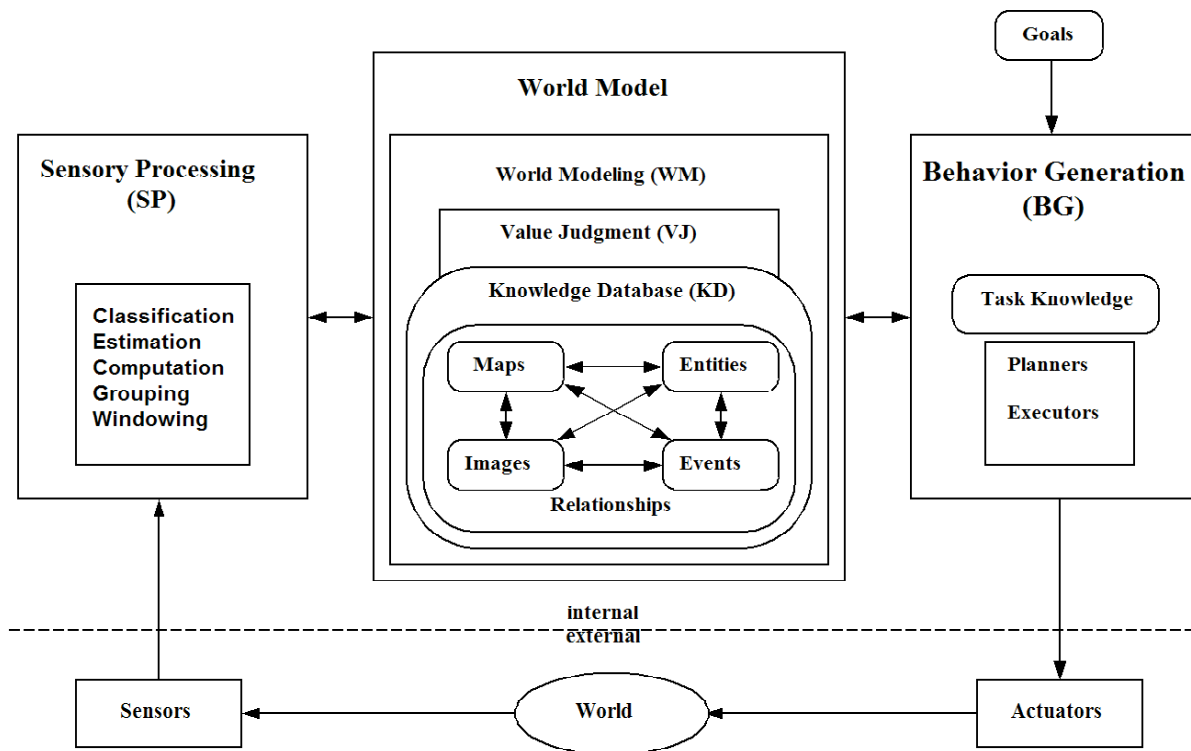 Goals
World Model
Sensory Processing
(SP)
World Modeling (WM)
Behavior Generation
(BG)
Value Judgment (VJ)
Knowledge Database (KD)
Task Knowledge
Classification
Estimation
Computation
Grouping
Windowing
Maps
Entities
Images
Events
Relationships
Planners
Executors
internal
external
Sensors
World
Actuators